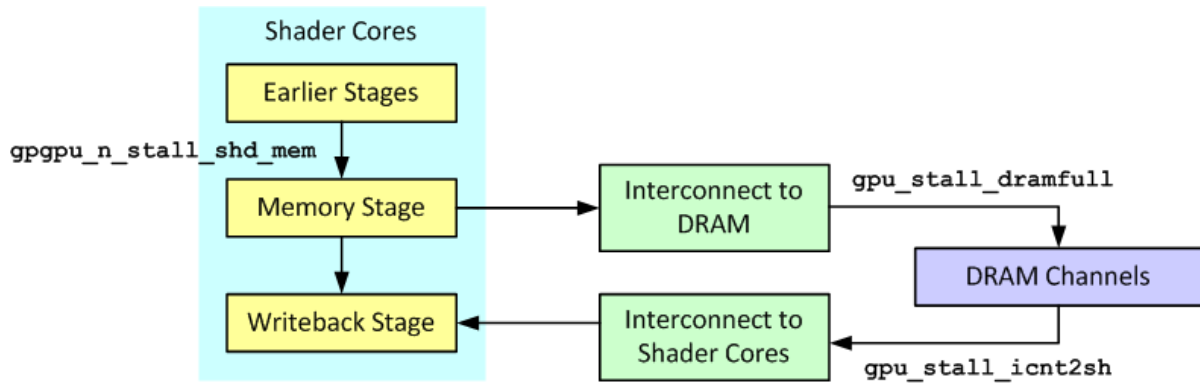 Shader Cores
Earlier Stages
gpgpu_n_stall_shd_mem
Memory Stage
Interconnect to
DRAM
gpu_stall_dramfull
DRAM Channels
Writeback Stage
Interconnect to
Shader Cores
gpu_stall_icnt2sh